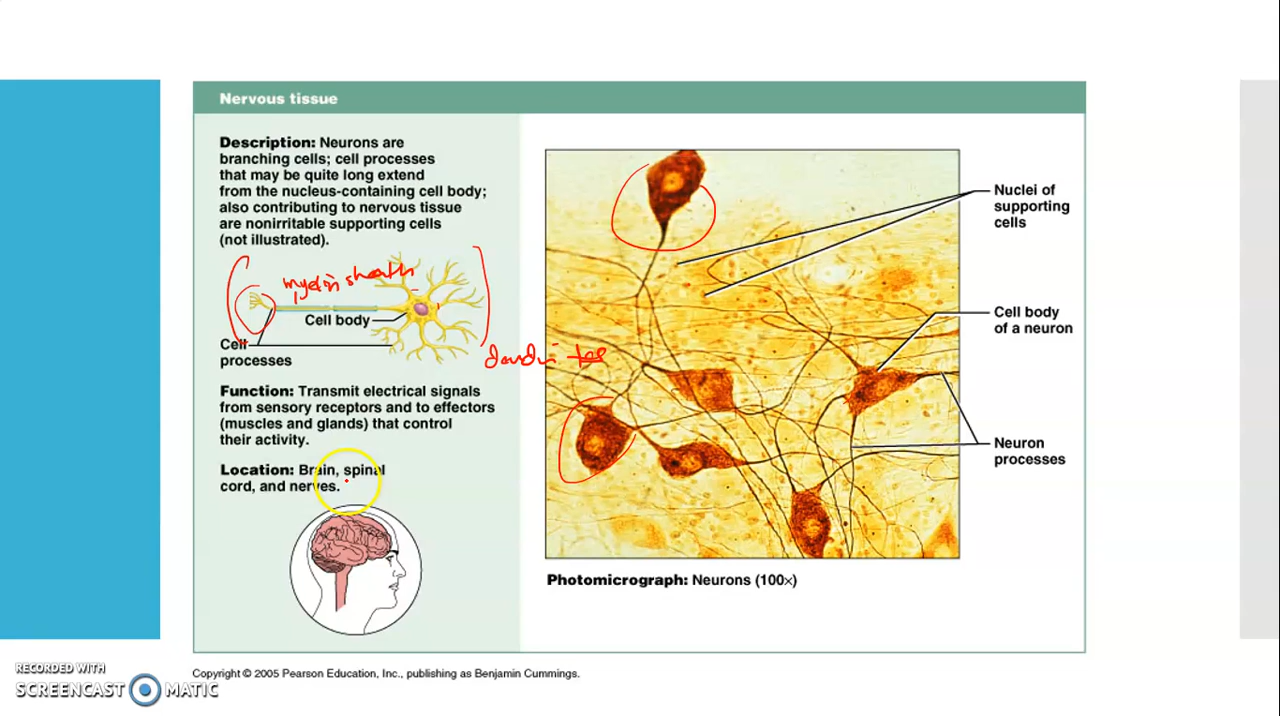 Nervous tissue
Description: Neurons are
branching cells; cell processes
that may be quite long extend
from the nucleus-containing cell body;
also contributing to nervous tissue
are nonirritable supporting cells
(not illustrated).
myelin sheath
Cell body
Cell
processes
Function: Transmit electrical signals
from sensory receptors and to effectors
(muscles and glands) that control
their activity.
Location: Brain, spinal
cord, and nerves.
Nuclei of
supporting
cells
Cell body
of a neuron
Neuron
processes
Photomicrograph: Neurons (100×)
Copyright © 2005 Pearson Education, Inc., publishing as Benjamin Cummings.
RECORDED WITH
SCREENCAST MATIC